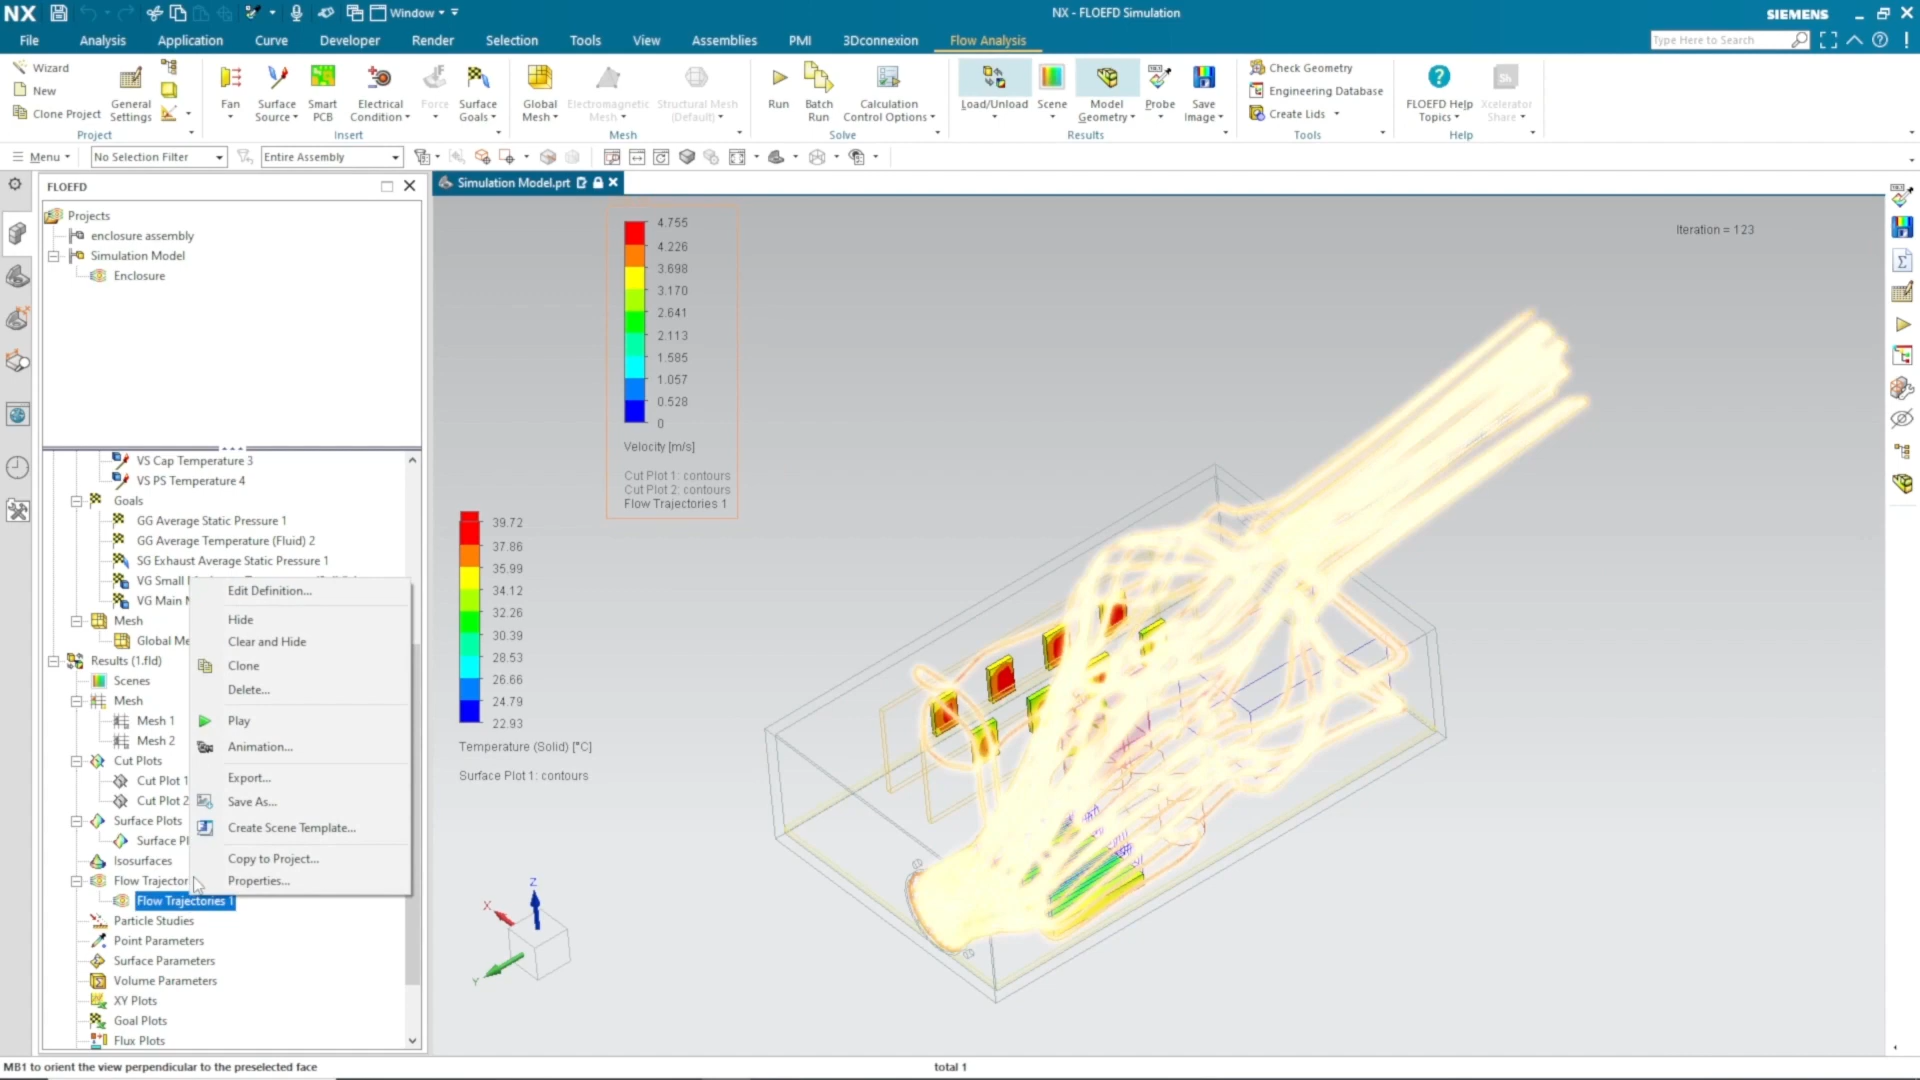 NX
Window
NX - FLOEFD Simulation
SIEMENS
File
Analysis
Application
Curve
Developer
Render
Selection
Tools
View
Assemblies
PMI
3Dconnexion
Flow Analysis
Type Here to Search
Wizard
New
Clone Project
General
Settings
Project
Fan
Surface
Source
Smart
PCB
Electrical
Condition
Force
Surface
Goals
Insert
Global
Mesh
Electromagnetic
Mesh
Structural Mesh
(Default)
Mesh
Run
Batch
Run
Calculation
Control Options
Solve
Load/Unload
Scene
Model
Geometry
Probe
Save
Image
Results
Check Geometry
Engineering Database
Create Lids
Tools
FLOEFD Help
Topics
Sh
Xcelerator
Share
Help
Menu
No Selection Filter
Entire Assembly
FLOEFD
Simulation Model.prt
Projects
enclosure assembly
Simulation Model
Enclosure
VS Cap Temperature 3
VS PS Temperature 4
Goals
GG Average Static Pressure 1
GG Average Temperature (Fluid) 2
SG Exhaust Average Static Pressure 1
VG Small
VG Main
Mesh
Global Me
Results (1.fld)
Scenes
Mesh
Mesh 1
Mesh 2
Cut Plots
Cut Plot 1
Cut Plot 2
Surface Plots
Surface Pl
Isosurfaces
Flow Trajector
Flow Trajectories 1
Particle Studies
Point Parameters
Surface Parameters
Volume Parameters
XY Plots
Goal Plots
Flux Plots
Edit Definition...
Hide
Clear and Hide
Clone
Delete...
Play
Animation...
Export...
Save As...
Create Scene Template...
Copy to Project...
Properties...
4.755
4.226
3.698
3.170
2.641
2.113
1.585
1.057
0.528
0
Velocity [m/s]
Cut Plot 1: contours
Cut Plot 2: contours
Flow Trajectories 1
39.72
37.86
35.99
34.12
32.26
30.39
28.53
26.66
24.79
22.93
Temperature (Solid) [°C]
Surface Plot 1: contours
Iteration = 123
Z
X
Y
MB1 to orient the view perpendicular to the preselected face
total 1